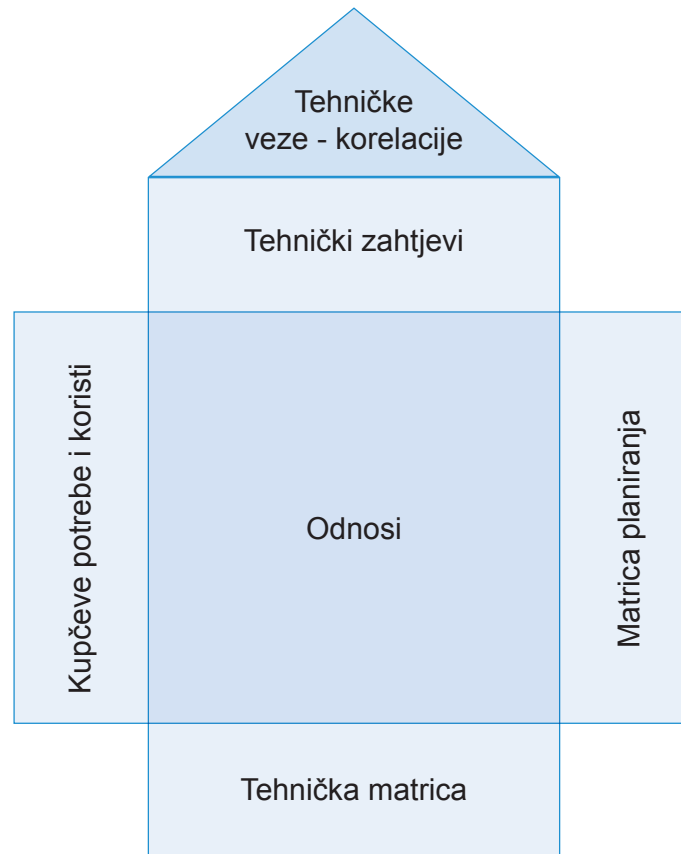 Tehničke
veze - korelacije
Tehnički zahtjevi
Kupčeve potrebe i koristi
Odnosi
Matrica planiranja
Tehnička matrica